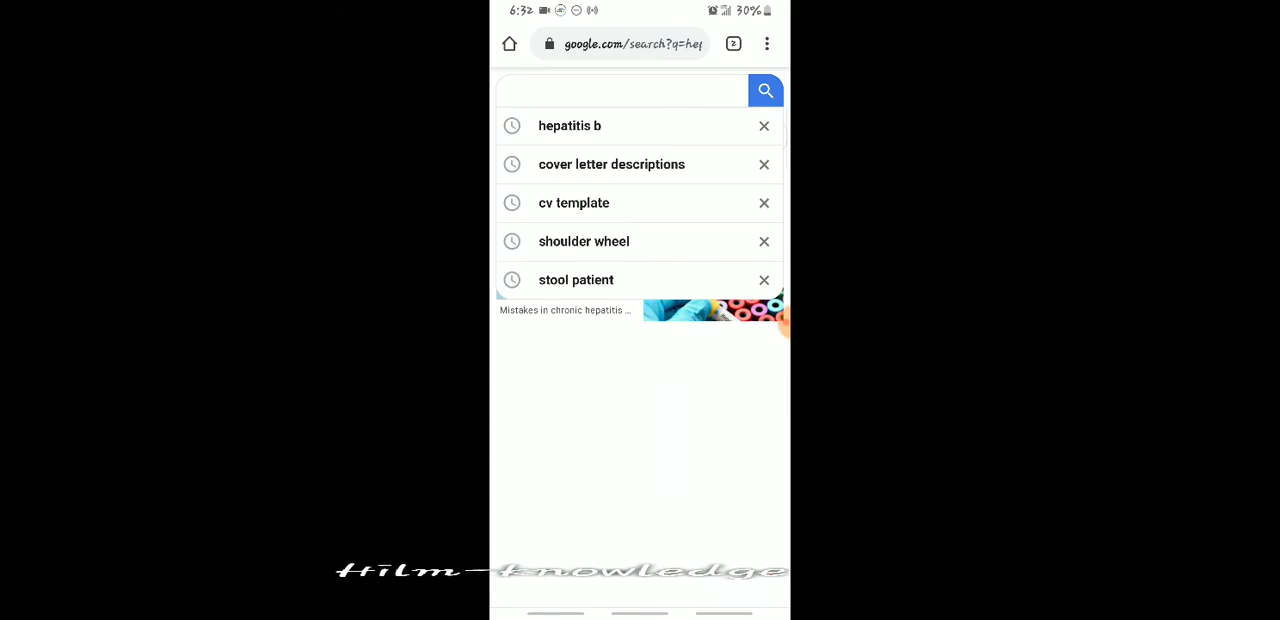 6:32 30%
google.com/search?q=hep
2
hepatitis b
cover letter descriptions
cv template
shoulder wheel
stool patient
Mistakes in chronic hepatitis ...
Hilm-knowledge